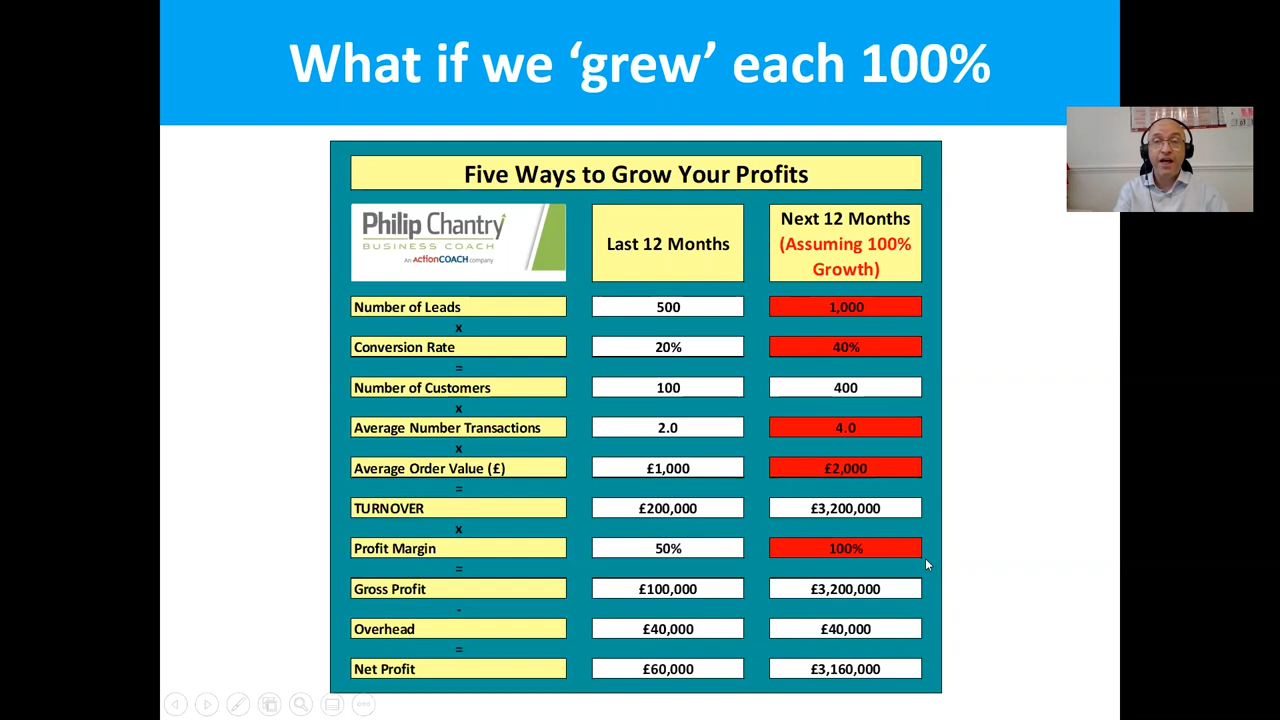 What if we ‘grew’ each 100%
Five Ways to Grow Your Profits
Philip Chantry
BUSINESS COACH
An ActionCOACH company
Last 12 Months
Next 12 Months
(Assuming 100%
Growth)
Number of Leads 500 1,000
x
Conversion Rate 20% 40%
=
Number of Customers 100 400
x
Average Number Transactions 2.0 4.0
x
Average Order Value (£) £1,000 £2,000
=
TURNOVER £200,000 £3,200,000
x
Profit Margin 50% 100%
=
Gross Profit £100,000 £3,200,000
-
Overhead £40,000 £40,000
=
Net Profit £60,000 £3,160,000